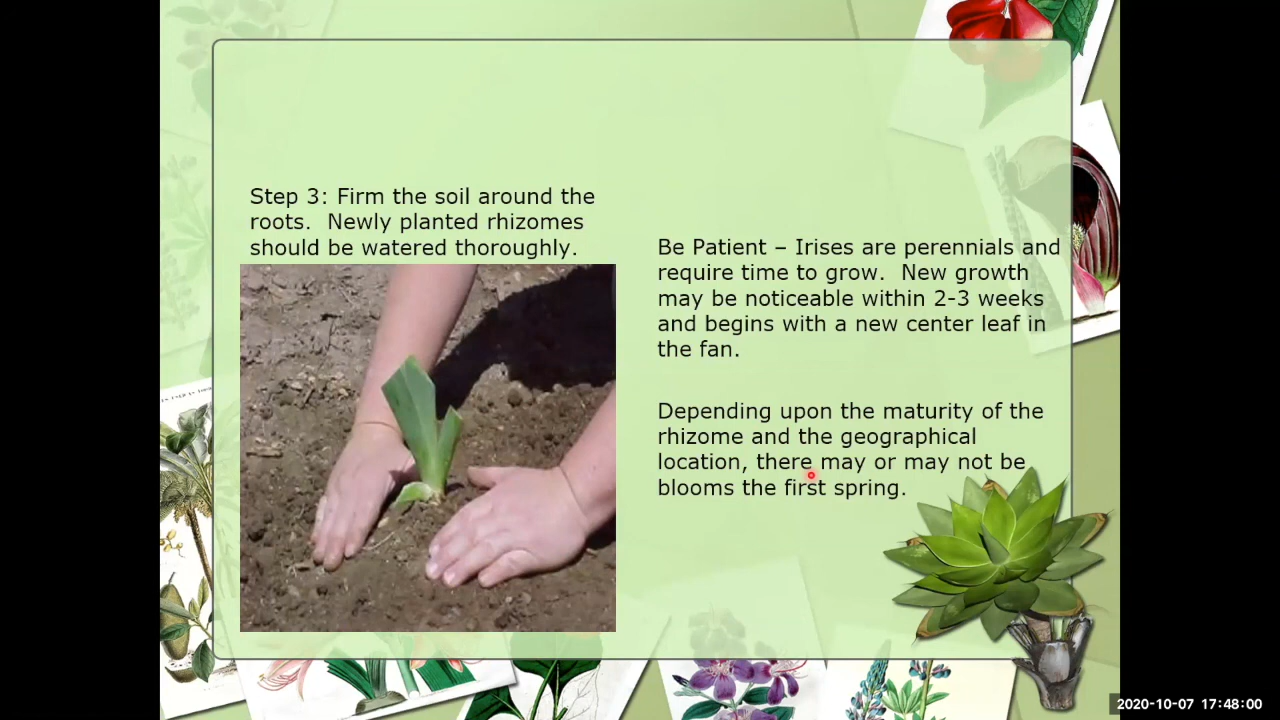 Step 3: Firm the soil around the
roots.  Newly planted rhizomes
should be watered thoroughly.
Be Patient – Irises are perennials and
require time to grow.  New growth
may be noticeable within 2-3 weeks
and begins with a new center leaf in
the fan.
Depending upon the maturity of the
rhizome and the geographical
location, there may or may not be
blooms the first spring.
2020-10-07 17:48:00